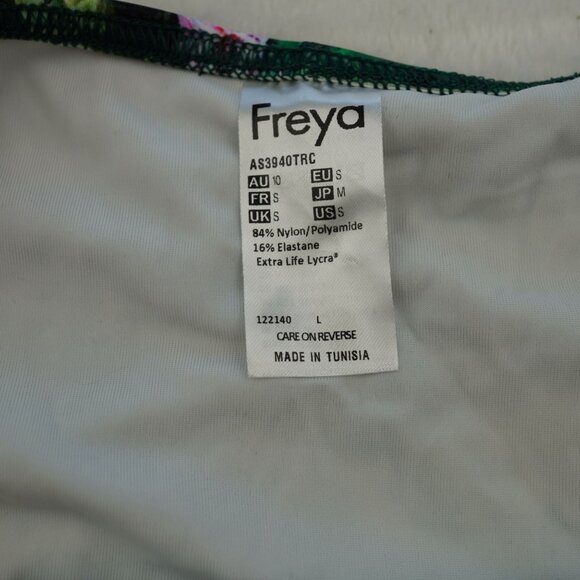 Freya
AS3940TRC
AU 10 EU S
FR S JP M
UK S US S
84% Nylon/Polyamide
16% Elastane
Extra Life Lycra®
122140 L
CARE ON REVERSE
MADE IN TUNISIA